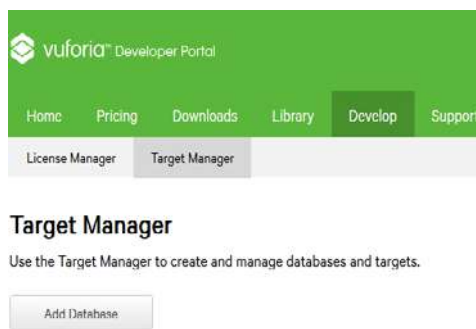 vuforia™ Developer Portal
Home Pricing Downloads Library Develop Support
License Manager Target Manager
Target Manager
Use the Target Manager to create and manage databases and targets.
Add Database